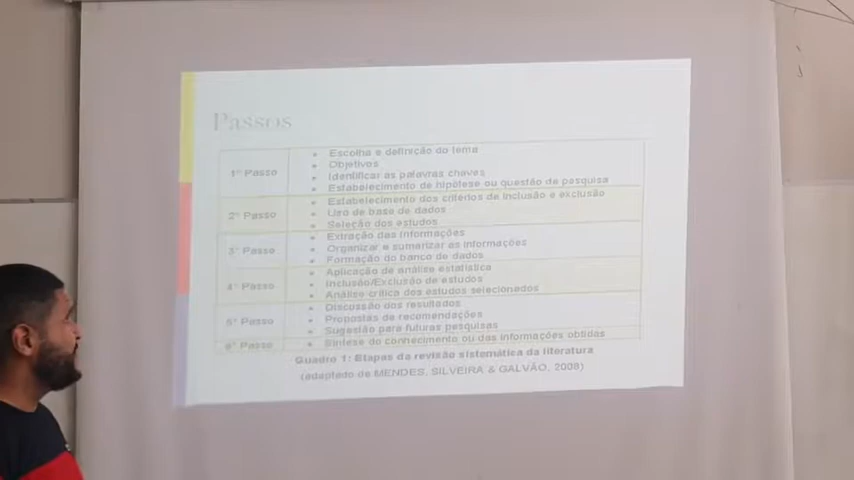 Passos
1º Passo
• Escolha e definição do tema
• Objetivos
• Identificar as palavras chaves
• Estabelecimento de hipótese ou questão de pesquisa
2º Passo
• Estabelecimento dos critérios de inclusão e exclusão
• Uso de base de dados
• Seleção dos estudos
3º Passo
• Extração das informações
• Organizar e sumarizar as informações
• Formação do banco de dados
4º Passo
• Aplicação de análise estatística
• Inclusão/Exclusão de estudos
• Análise crítica dos estudos selecionados
5º Passo
• Discussão dos resultados
• Propostas de recomendações
• Sugestão para futuras pesquisas
6º Passo
• Síntese do conhecimento ou das informações obtidas
Quadro 1: Etapas da revisão sistemática da literatura
(adaptado de MENDES, SILVEIRA & GALVÃO, 2008)